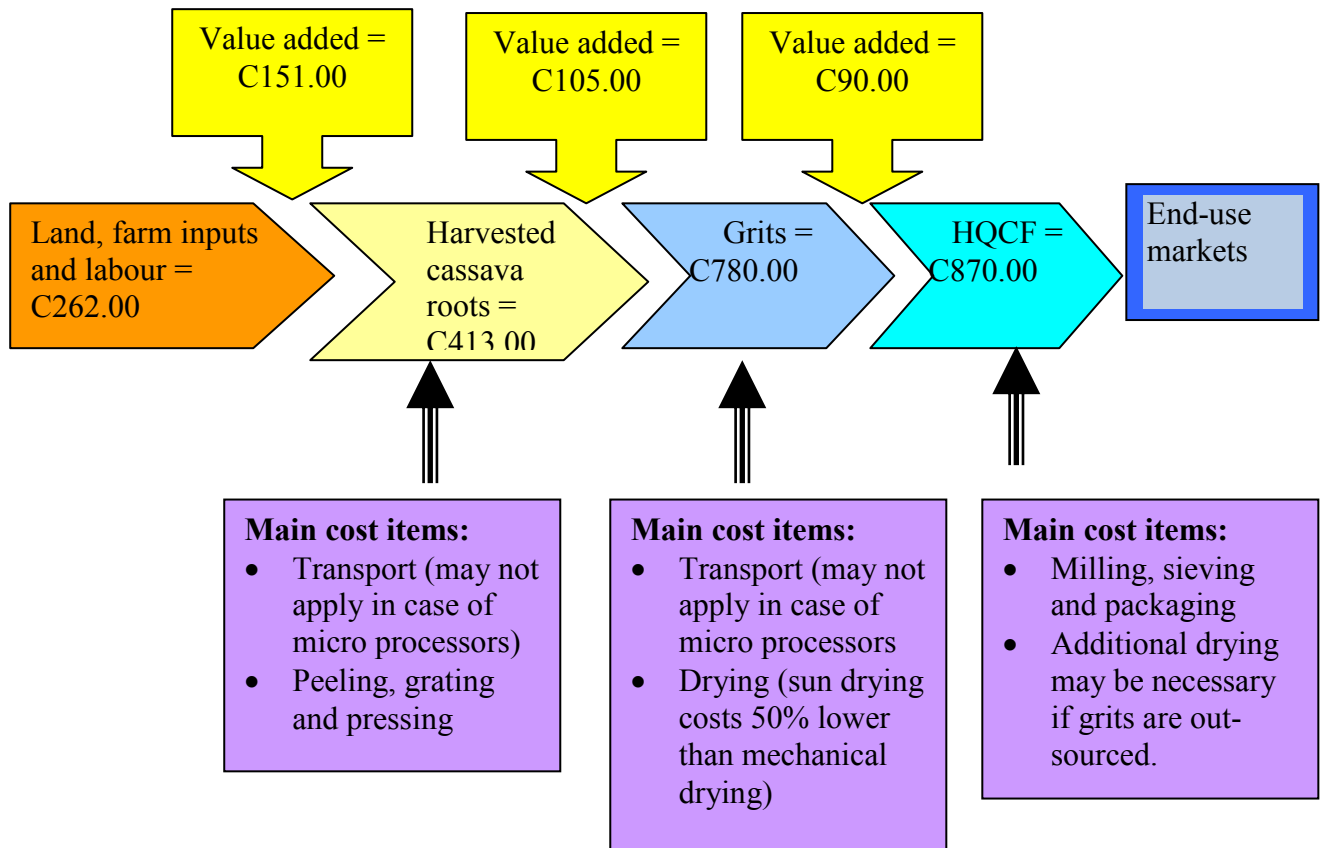 Value added =
C151.00
Value added =
C105.00
Value added =
C90.00
Land, farm inputs
and labour =
C262.00
Harvested
cassava
roots =
C413.00
Grits =
C780.00
HQCF =
C870.00
End-use
markets
Main cost items:
• Transport (may not
apply in case of
micro processors)
• Peeling, grating
and pressing
Main cost items:
• Transport (may not
apply in case of
micro processors
• Drying (sun drying
costs 50% lower
than mechanical
drying)
Main cost items:
• Milling, sieving
and packaging
• Additional drying
may be necessary
if grits are out-
sourced.